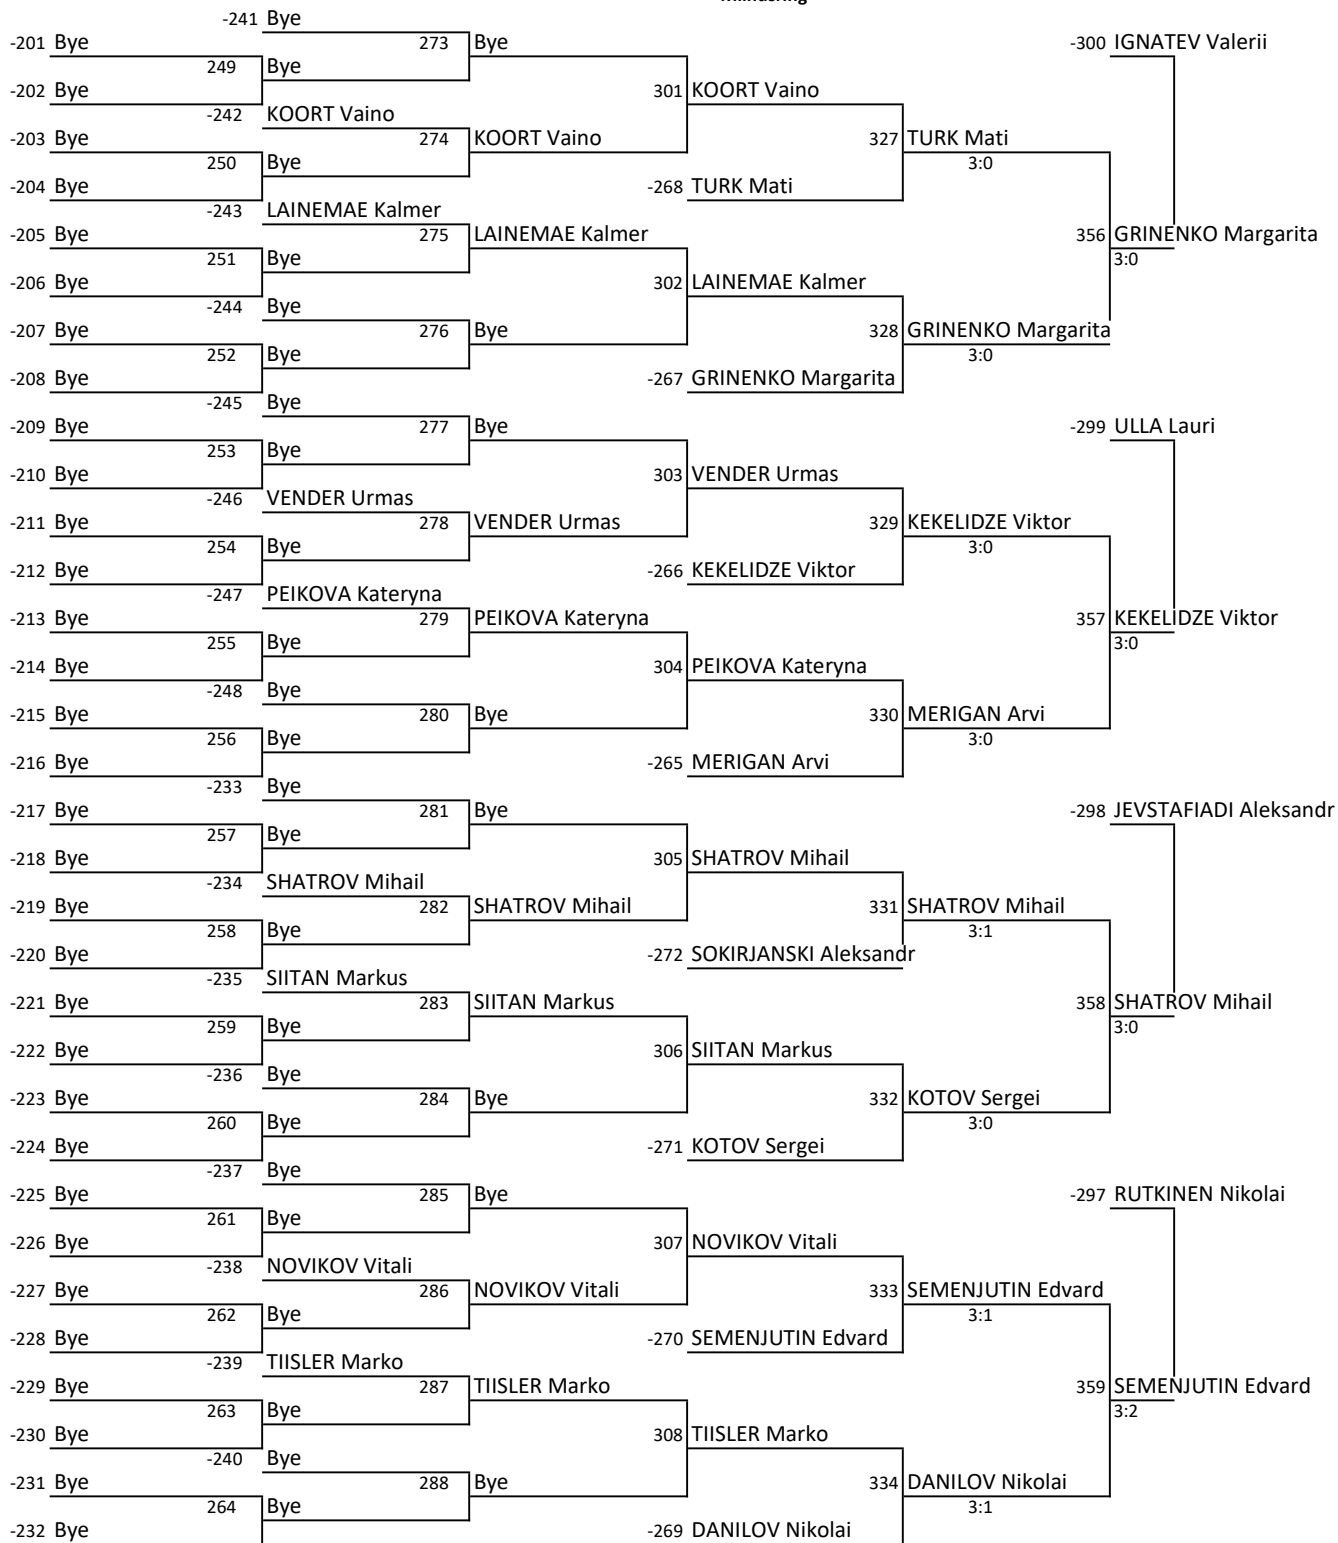 -241 Bye
-201 Bye 273 Bye -300 IGNATEV Valerii
249 Bye
-202 Bye 301 KOORT Vaino
-242 KOORT Vaino
-203 Bye 274 KOORT Vaino 327 TURK Mati
250 Bye 3:0
-204 Bye -268 TURK Mati
-243 LAINEMAE Kalmer
-205 Bye 275 LAINEMAE Kalmer 356 GRINENKO Margarita
251 Bye 3:0
-206 Bye 302 LAINEMAE Kalmer
-244 Bye
-207 Bye 276 Bye 328 GRINENKO Margarita
252 Bye 3:0
-208 Bye -267 GRINENKO Margarita
-245 Bye
-209 Bye 277 Bye -299 ULLA Lauri
253 Bye
-210 Bye 303 VENDER Urmas
-246 VENDER Urmas
-211 Bye 278 VENDER Urmas 329 KEKELIDZE Viktor
254 Bye 3:0
-212 Bye -266 KEKELIDZE Viktor
-247 PEIKOVA Kateryna
-213 Bye 279 PEIKOVA Kateryna 357 KEKELIDZE Viktor
255 Bye 3:0
-214 Bye 304 PEIKOVA Kateryna
-248 Bye
-215 Bye 280 Bye 330 MERIGAN Arvi
256 Bye 3:0
-216 Bye -265 MERIGAN Arvi
-233 Bye
-217 Bye 281 Bye -298 JEVSTAFIADI Aleksandr
257 Bye
-218 Bye 305 SHATROV Mihail
-234 SHATROV Mihail
-219 Bye 282 SHATROV Mihail 331 SHATROV Mihail
258 Bye 3:1
-220 Bye -272 SOKIRJANSKI Aleksandr
-235 SIITAN Markus
-221 Bye 283 SIITAN Markus 358 SHATROV Mihail
259 Bye 3:0
-222 Bye 306 SIITAN Markus
-236 Bye
-223 Bye 284 Bye 332 KOTOV Sergei
260 Bye 3:0
-224 Bye -271 KOTOV Sergei
-237 Bye
-225 Bye 285 Bye -297 RUTKINEN Nikolai
261 Bye
-226 Bye 307 NOVIKOV Vitali
-238 NOVIKOV Vitali
-227 Bye 286 NOVIKOV Vitali 333 SEMENJUTIN Edvard
262 Bye 3:1
-228 Bye -270 SEMENJUTIN Edvard
-239 TIISLER Marko
-229 Bye 287 TIISLER Marko 359 SEMENJUTIN Edvard
263 Bye 3:2
-230 Bye 308 TIISLER Marko
-240 Bye
-231 Bye 288 Bye 334 DANILOV Nikolai
264 Bye 3:1
-232 Bye -269 DANILOV Nikolai